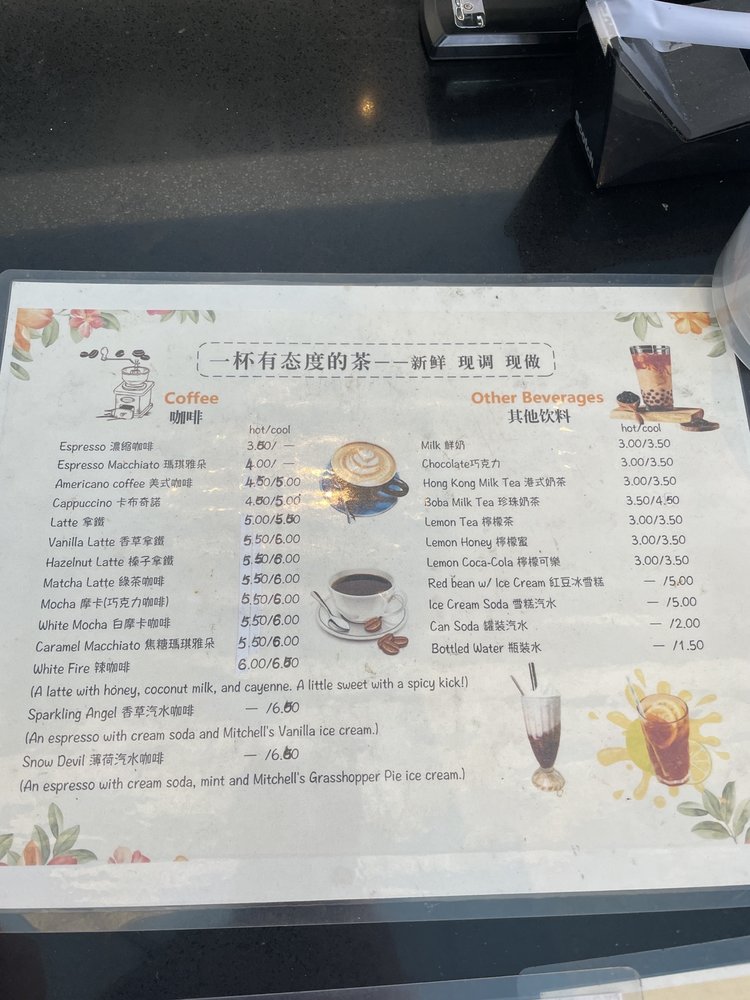 一杯有态度的茶——新鲜 现调 现做
Coffee
咖啡
hot/cool
Espresso 濃縮咖啡 3.50/ —
Espresso Macchiato 瑪琪雅朵 4.00/ —
Americano coffee 美式咖啡 4.50/5.00
Cappuccino 卡布奇諾 4.50/5.00
Latte 拿鐵 5.00/5.50
Vanilla Latte 香草拿鐵 5.50/6.00
Hazelnut Latte 榛子拿鐵 5.50/6.00
Matcha Latte 綠茶咖啡 5.50/6.00
Mocha 摩卡(巧克力咖啡) 5.50/6.00
White Mocha 白摩卡咖啡 5.50/6.00
Caramel Macchiato 焦糖瑪琪雅朵 5.50/6.00
White Fire 辣咖啡 6.00/6.50
(A latte with honey, coconut milk, and cayenne. A little sweet with a spicy kick!)
Sparkling Angel 香草汽水咖啡 — /6.50
(An espresso with cream soda and Mitchell's Vanilla ice cream.)
Snow Devil 薄荷汽水咖啡 — /6.50
(An espresso with cream soda, mint and Mitchell's Grasshopper Pie ice cream.)
Other Beverages
其他饮料
hot/cool
Milk 鮮奶 3.00/3.50
Chocolate巧克力 3.00/3.50
Hong Kong Milk Tea 港式奶茶 3.00/3.50
Boba Milk Tea 珍珠奶茶 3.50/4.50
Lemon Tea 檸檬茶 3.00/3.50
Lemon Honey 檸檬蜜 3.00/3.50
Lemon Coca-Cola 檸檬可樂 3.00/3.50
Red bean w/ Ice Cream 紅豆冰雪糕 — /5.00
Ice Cream Soda 雪糕汽水 — /5.00
Can Soda 罐裝汽水 — /2.00
Bottled Water 瓶裝水 — /1.50